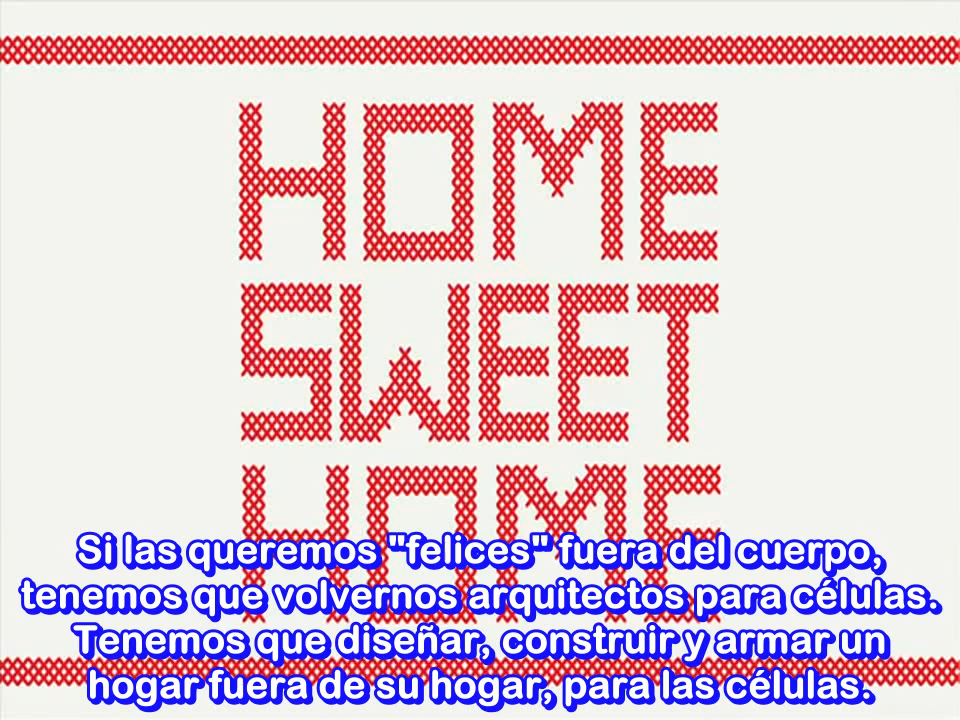 HOME
SWEET
HOME
Si las queremos "felices" fuera del cuerpo,
tenemos que volvernos arquitectos para células.
Tenemos que diseñar, construir y armar un
hogar fuera de su hogar, para las células.